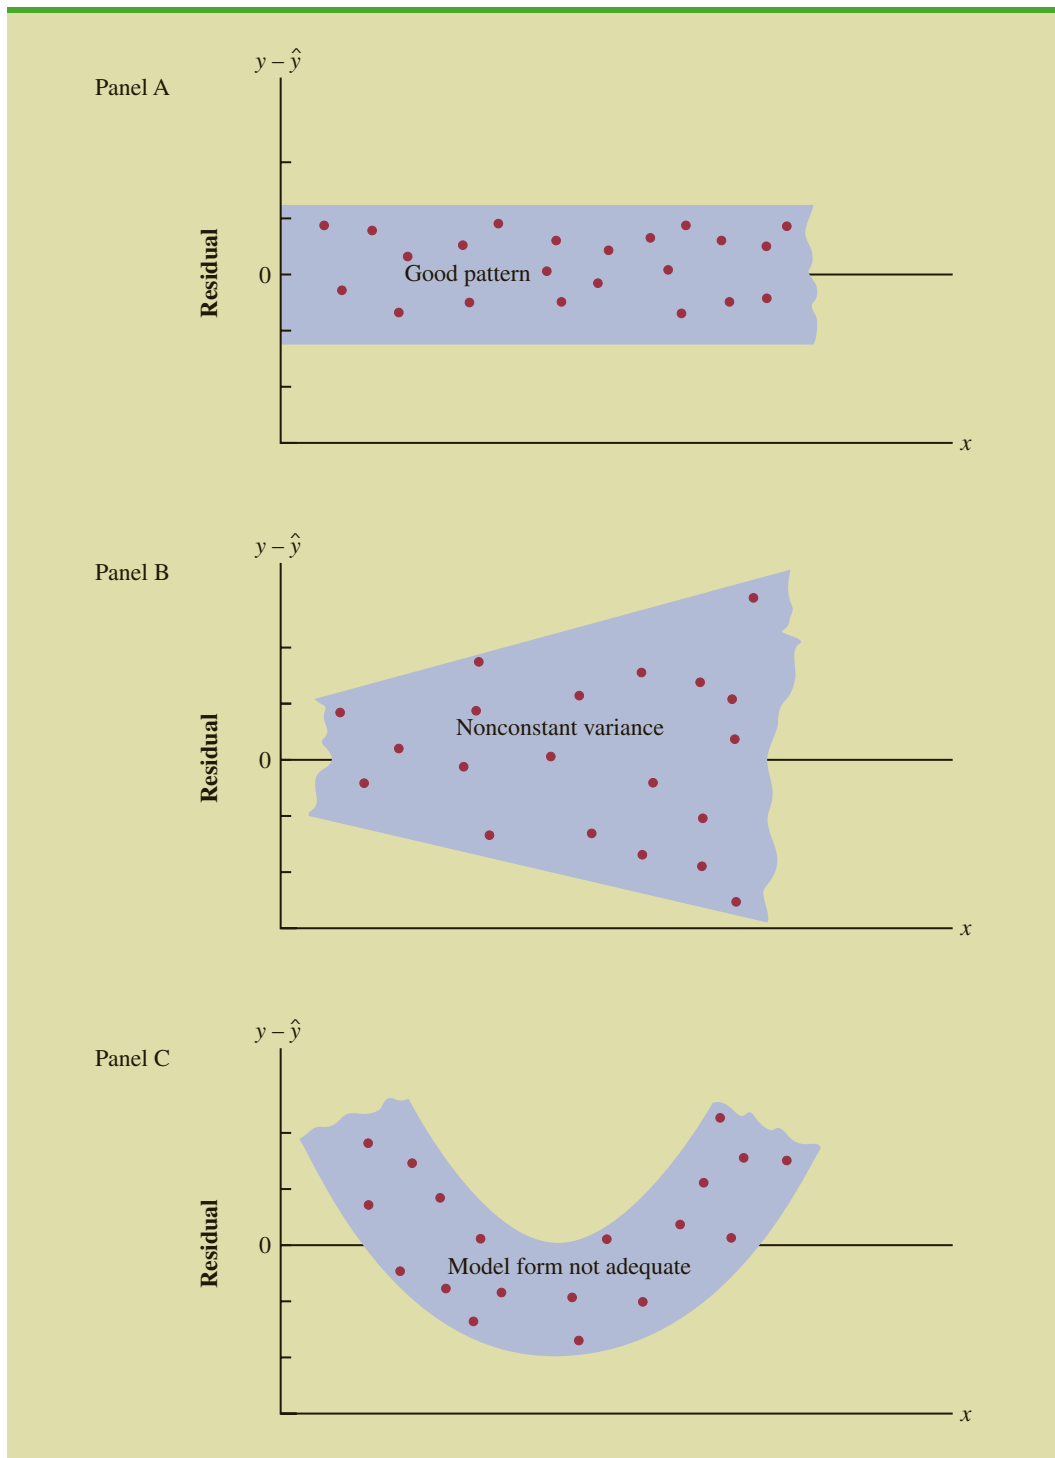 y − ŷ
Panel A
Residual
0
Good pattern
x
y − ŷ
Panel B
Residual
0
Nonconstant variance
x
y − ŷ
Panel C
Residual
0
Model form not adequate
x